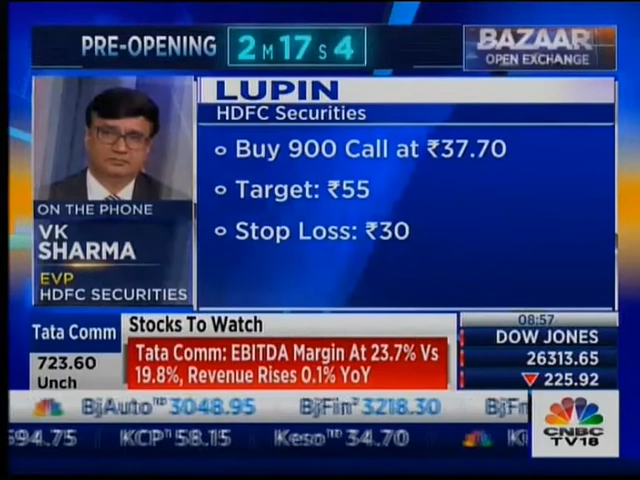 PRE-OPENING
2 M 17 S 4
BAZAAR
OPEN EXCHANGE
LUPIN
HDFC Securities
Buy 900 Call at ₹37.70
Target: ₹55
Stop Loss: ₹30
ON THE PHONE
VK
SHARMA
EVP
HDFC SECURITIES
Tata Comm
723.60
Unch
Stocks To Watch
Tata Comm: EBITDA Margin At 23.7% Vs
19.8%, Revenue Rises 0.1% YoY
08:57
DOW JONES
26313.65
225.92
BjAuto 3048.95 BjFin 3218.30 BjFin
594.75 KCP 58.15 Keso 34.70
CNBC
TV18